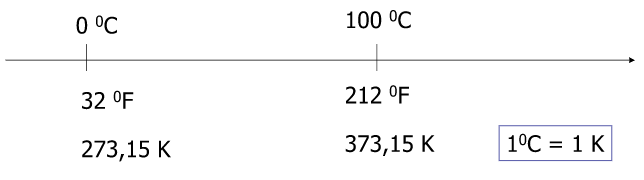 0 ⁰C 100 ⁰C
32 ⁰F 212 ⁰F
273,15 K 373,15 K 1⁰C = 1 K